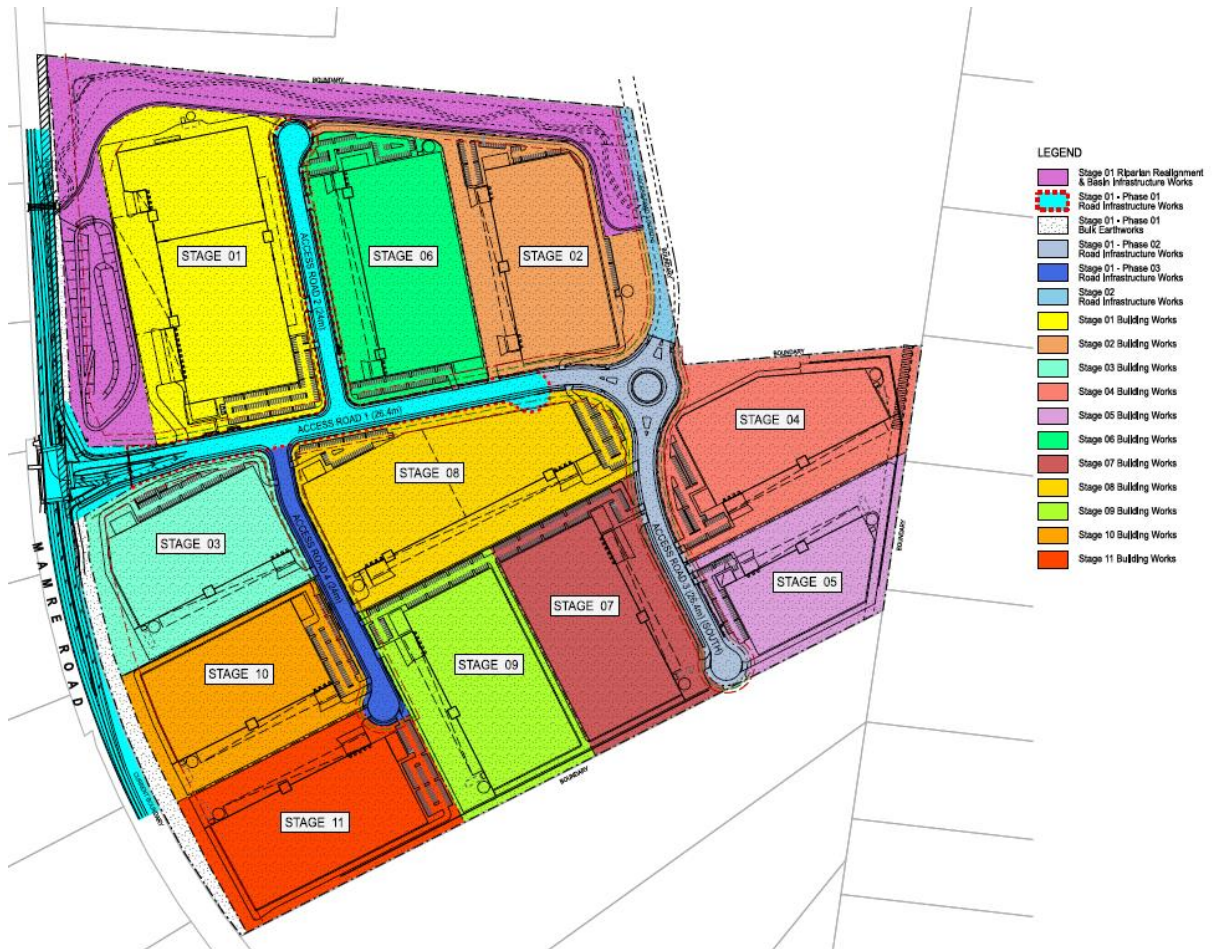 BOUNDARY
LEGEND
Stage 01 Riparian Realignment
& Basin Infrastructure Works
Stage 01 - Phase 01
Road Infrastructure Works
Stage 01 - Phase 01
Bulk Earthworks
Stage 01 - Phase 02
Road Infrastructure Works
Stage 01 - Phase 03
Road Infrastructure Works
Stage 02
Road Infrastructure Works
Stage 01 Building Works
Stage 02 Building Works
Stage 03 Building Works
Stage 04 Building Works
Stage 05 Building Works
Stage 06 Building Works
Stage 07 Building Works
Stage 08 Building Works
Stage 09 Building Works
Stage 10 Building Works
Stage 11 Building Works
STAGE 01
STAGE 06
STAGE 02
ACCESS ROAD 2 (24m)
BOUNDARY
BOUNDARY
ACCESS ROAD 1 (26.4m)
STAGE 04
STAGE 08
STAGE 03
ACCESS ROAD 4 (24m)
ACCESS ROAD 3 (26.4m) (SOUTH)
BOUNDARY
STAGE 05
STAGE 07
MAMRE ROAD
STAGE 10
STAGE 09
BOUNDARY
STAGE 11
CURRENT BOUNDARY